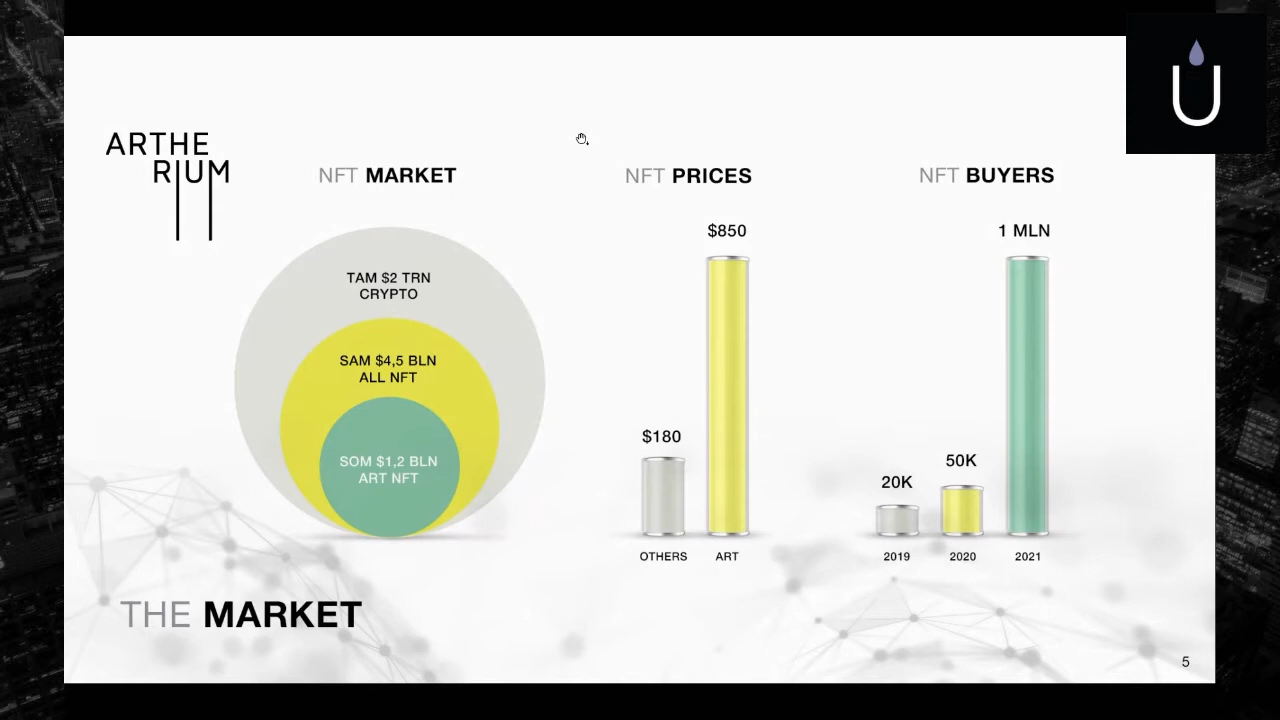 ARTHE
RIUM
NFT MARKET
TAM $2 TRN
CRYPTO
SAM $4,5 BLN
ALL NFT
SOM $1,2 BLN
ART NFT
NFT PRICES
$850
$180
OTHERS
ART
NFT BUYERS
1 MLN
50K
20K
2019
2020
2021
THE MARKET
5